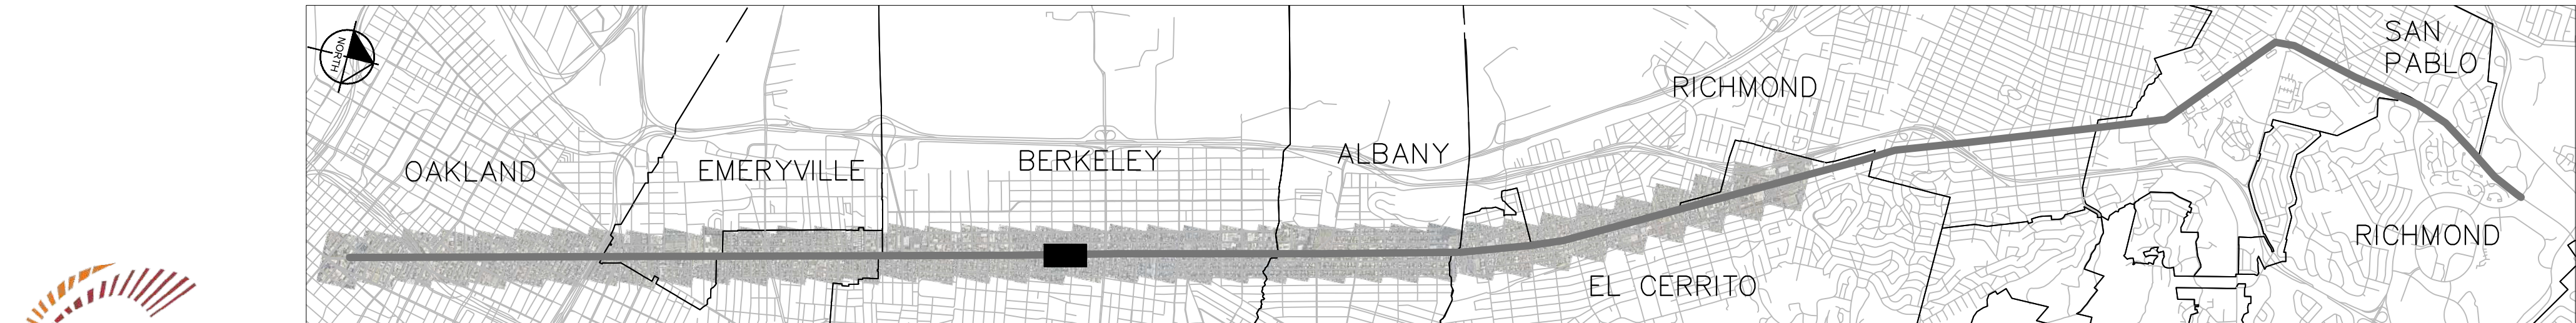 NORTH
OAKLAND
EMERYVILLE
BERKELEY
ALBANY
RICHMOND
EL CERRITO
SAN
PABLO
RICHMOND